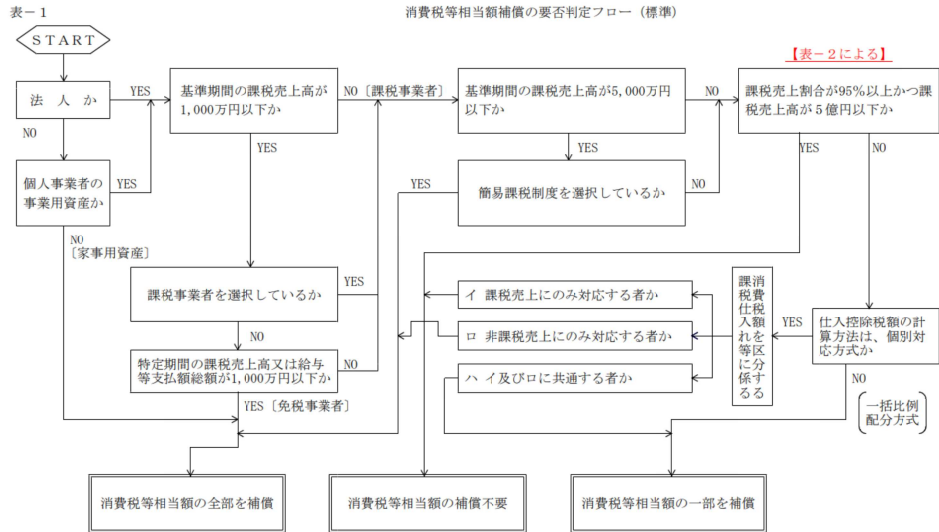 表－１
消費税等相当額補償の要否判定フロー（標準）
ＳＴＡＲＴ
【表－２による】
法　人　か
YES
NO
個人事業者の
事業用資産か
YES
NO
〔家事用資産〕
基準期間の課税売上高が
1,000万円以下か
NO〔課税事業者〕
YES
課税事業者を選択しているか
YES
NO
特定期間の課税売上高又は給与
等支払額総額が1,000万円以下か
NO
YES〔免税事業者〕
基準期間の課税売上高が5,000万円
以下か
NO
YES
簡易課税制度を選択しているか
YES
NO
課税売上割合が95％以上かつ課
税売上高が５億円以下か
YES
NO
仕入控除税額の計
算方法は、個別対
応方式か
YES
NO
〔一括比例
配分方式〕
課税仕入れに係る
消費税額等を区分する
イ 課税売上にのみ対応する者か
ロ 非課税売上にのみ対応する者か
ハ イ及びロに共通する者か
消費税等相当額の全部を補償
消費税等相当額の補償不要
消費税等相当額の一部を補償